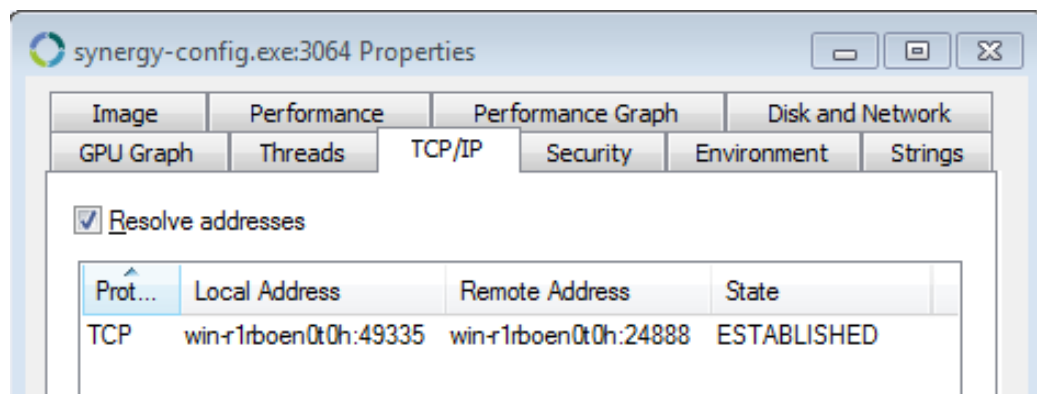 synergy-config.exe:3064 Properties
Image Performance Performance Graph Disk and Network
GPU Graph Threads TCP/IP Security Environment Strings
Resolve addresses
Prot... Local Address Remote Address State
TCP win-r1rboen0t0h:49335 win-r1rboen0t0h:24888 ESTABLISHED